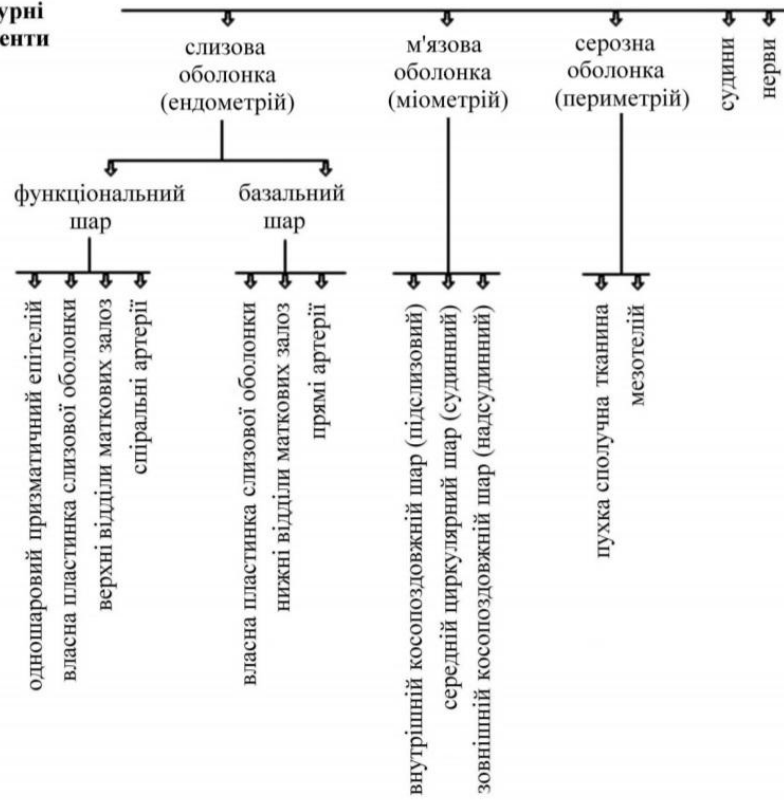 урні
енти
слизова
оболонка
(ендометрій)
м'язова
оболонка
(міометрій)
серозна
оболонка
(периметрій)
судини
нерви
функціональний
шар
базальний
шар
одношаровий призматичний епітелій
власна пластинка слизової оболонки
верхні відділи маткових залоз
спіральні артерії
власна пластинка слизової оболонки
нижні відділи маткових залоз
прямі артерії
внутрішній косопоздовжній шар (підслизовий)
середній циркулярний шар (судинний)
зовнішній косопоздовжній шар (надсудинний)
пухка сполучна тканина
мезотелій